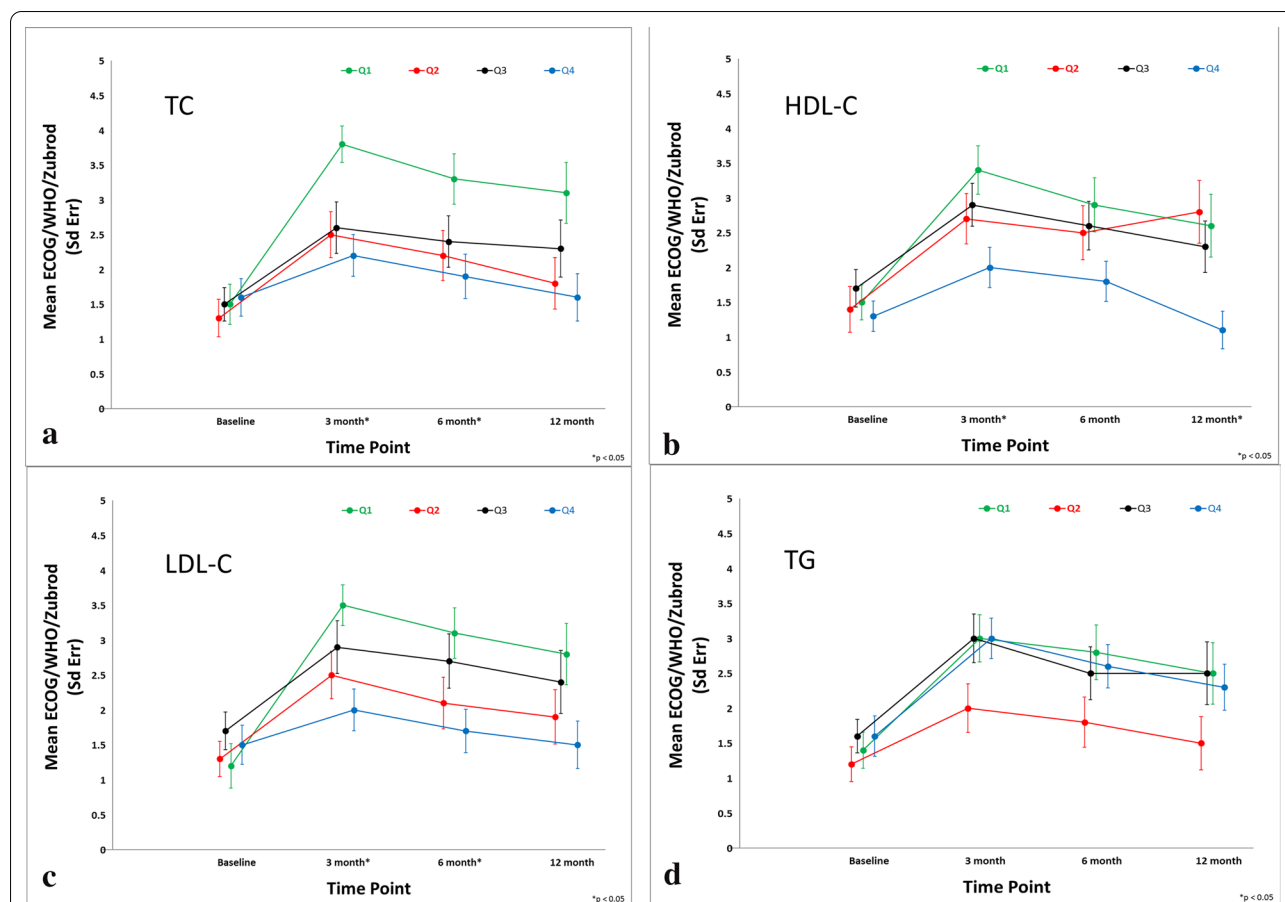 Q1 Q2 Q3 Q4
TC
Mean ECOG/WHO/Zubrod
(Sd Err)
5
4.5
4
3.5
3
2.5
2
1.5
1
0.5
0
Baseline 3 month* 6 month* 12 month
Time Point
*p < 0.05
a
Q1 Q2 Q3 Q4
HDL-C
Mean ECOG/WHO/Zubrod
(Sd Err)
5
4.5
4
3.5
3
2.5
2
1.5
1
0.5
0
Baseline 3 month* 6 month 12 month*
Time Point
*p < 0.05
b
Q1 Q2 Q3 Q4
LDL-C
Mean ECOG/WHO/Zubrod
(Sd Err)
5
4.5
4
3.5
3
2.5
2
1.5
1
0.5
0
Baseline 3 month* 6 month* 12 month
Time Point
*p < 0.05
c
Q1 Q2 Q3 Q4
TG
Mean ECOG/WHO/Zubrod
(Sd Err)
5
4.5
4
3.5
3
2.5
2
1.5
1
0.5
0
Baseline 3 month 6 month 12 month
Time Point
*p < 0.05
d